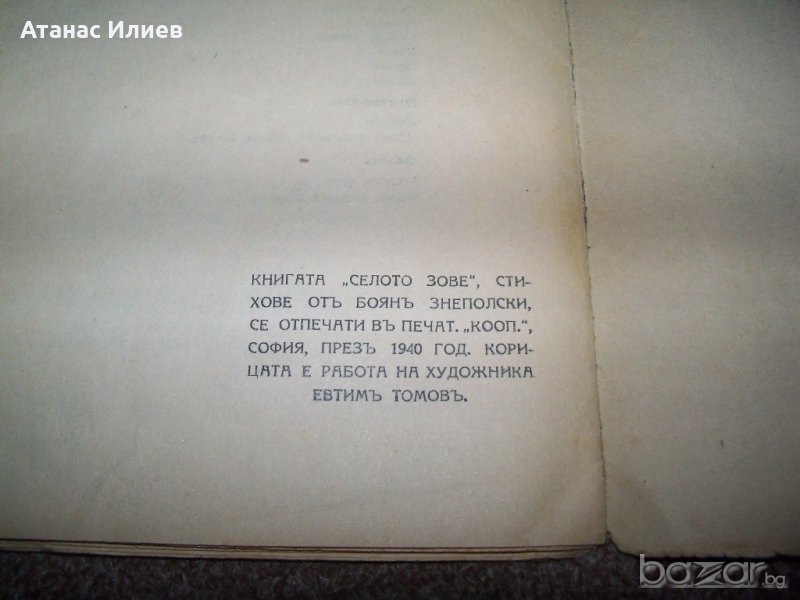 Атанас Илиев
КНИГАТА „СЕЛОТО ЗОВЕ“, СТИ-
ХОВЕ ОТЪ БОЯНЪ ЗНЕПОЛСКИ,
СЕ ОТПЕЧАТИ ВЪ ПЕЧАТ. „КООП.“,
СОФИЯ, ПРЕЗЪ 1940 ГОД. КОРИ-
ЦАТА Е РАБОТА НА ХУДОЖНИКА
ЕВТИМЪ ТОМОВЪ.
bazar.bg